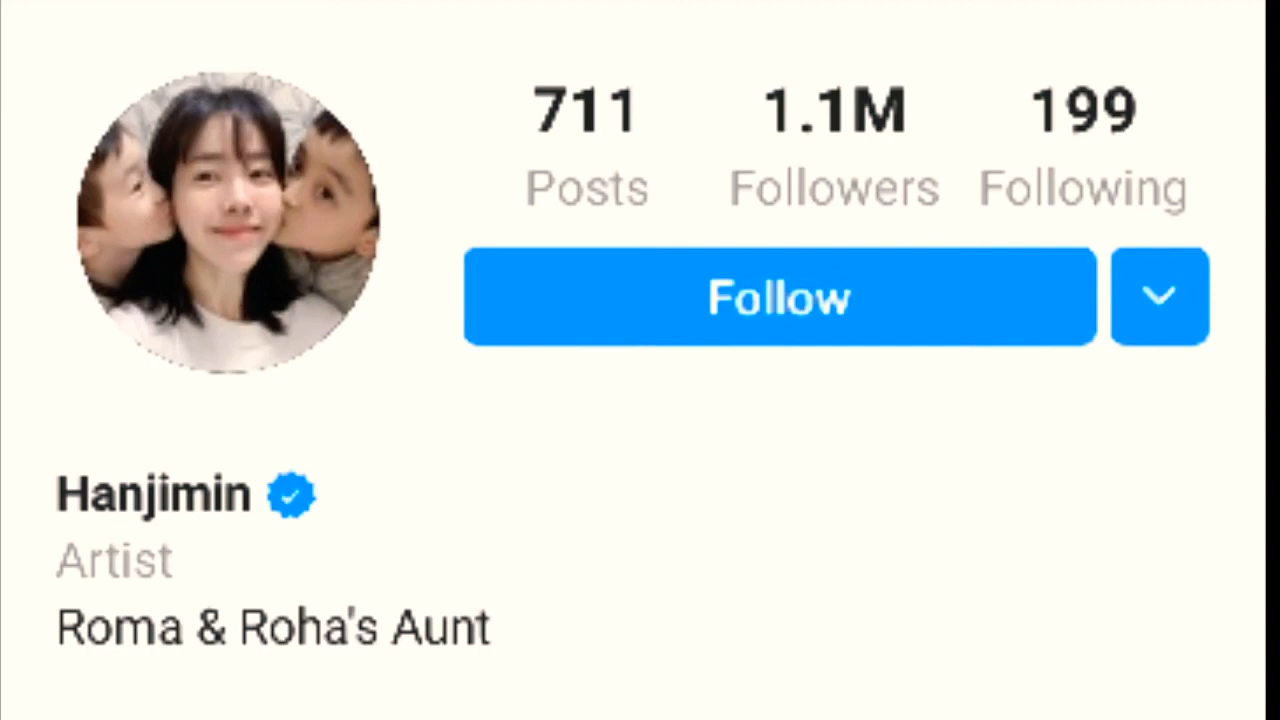 711 1.1M 199
Posts Followers Following
Follow
Hanjimin
Artist
Roma & Roha's Aunt